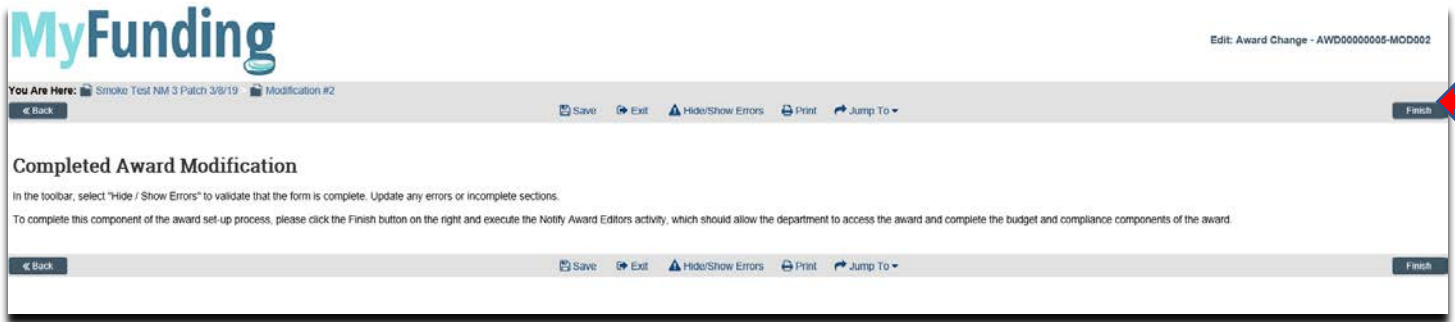 MyFunding
Edit: Award Change - AWD00000005-MOD002
You Are Here: Smoke Test NM 3 Patch 3/8/19 Modification #2
« Back Save Exit Hide/Show Errors Print Jump To Finish
Completed Award Modification
In the toolbar, select "Hide / Show Errors" to validate that the form is complete. Update any errors or incomplete sections.
To complete this component of the award set-up process, please click the Finish button on the right and execute the Notify Award Editors activity, which should allow the department to access the award and complete the budget and compliance components of the award.
« Back Save Exit Hide/Show Errors Print Jump To Finish